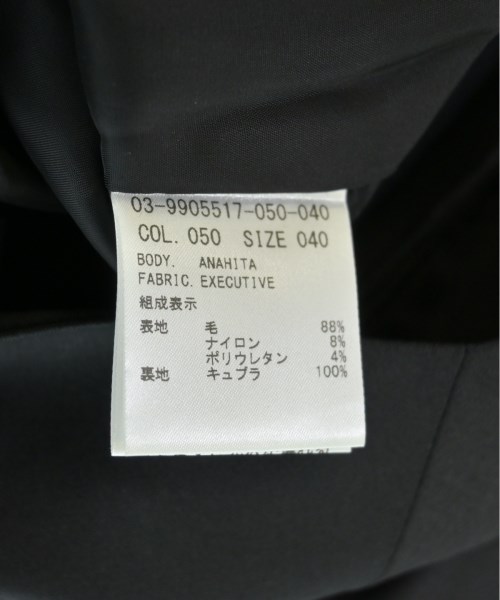 03-9905517-050-040
COL. 050 SIZE 040
BODY. ANAHITA
FABRIC. EXECUTIVE
組成表示
表地 毛 88%
ナイロン 8%
ポリウレタン 4%
裏地 キュプラ 100%